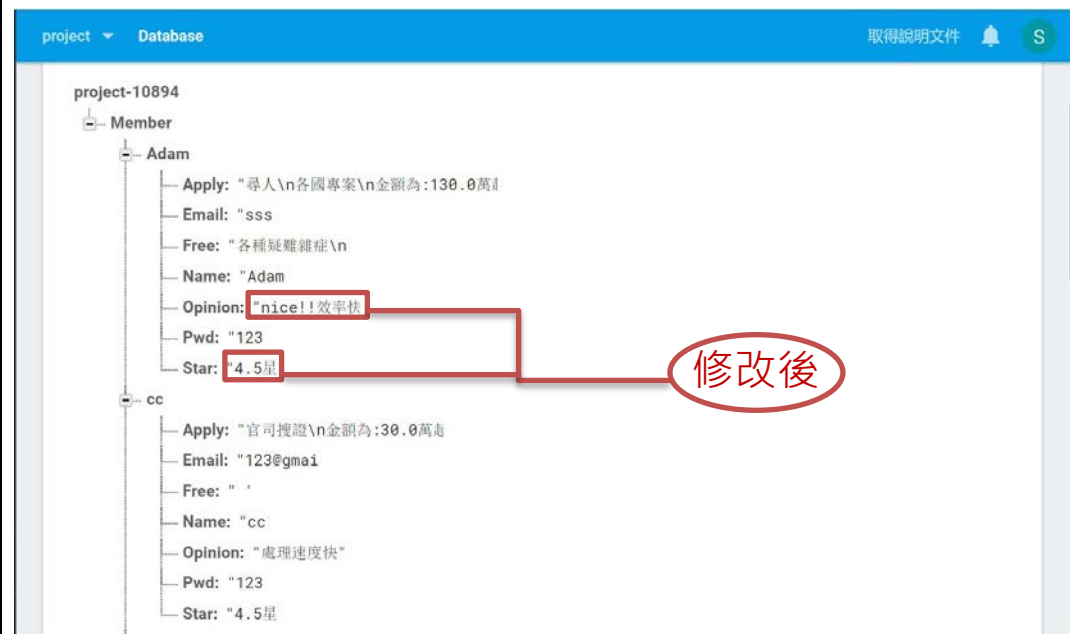 project Database 取得說明文件 S
project-10894
Member
Adam
Apply: "尋人\n各國專案\n金額為:130.0萬起
Email: "sss
Free: "各種疑難雜症\n
Name: "Adam
Opinion: "nice!!效率快
Pwd: "123
Star: "4.5星
修改後
cc
Apply: "官司搜證\n金額為:30.0萬起
Email: "123@gmai
Free: " '
Name: "cc
Opinion: "處理速度快"
Pwd: "123
Star: "4.5星